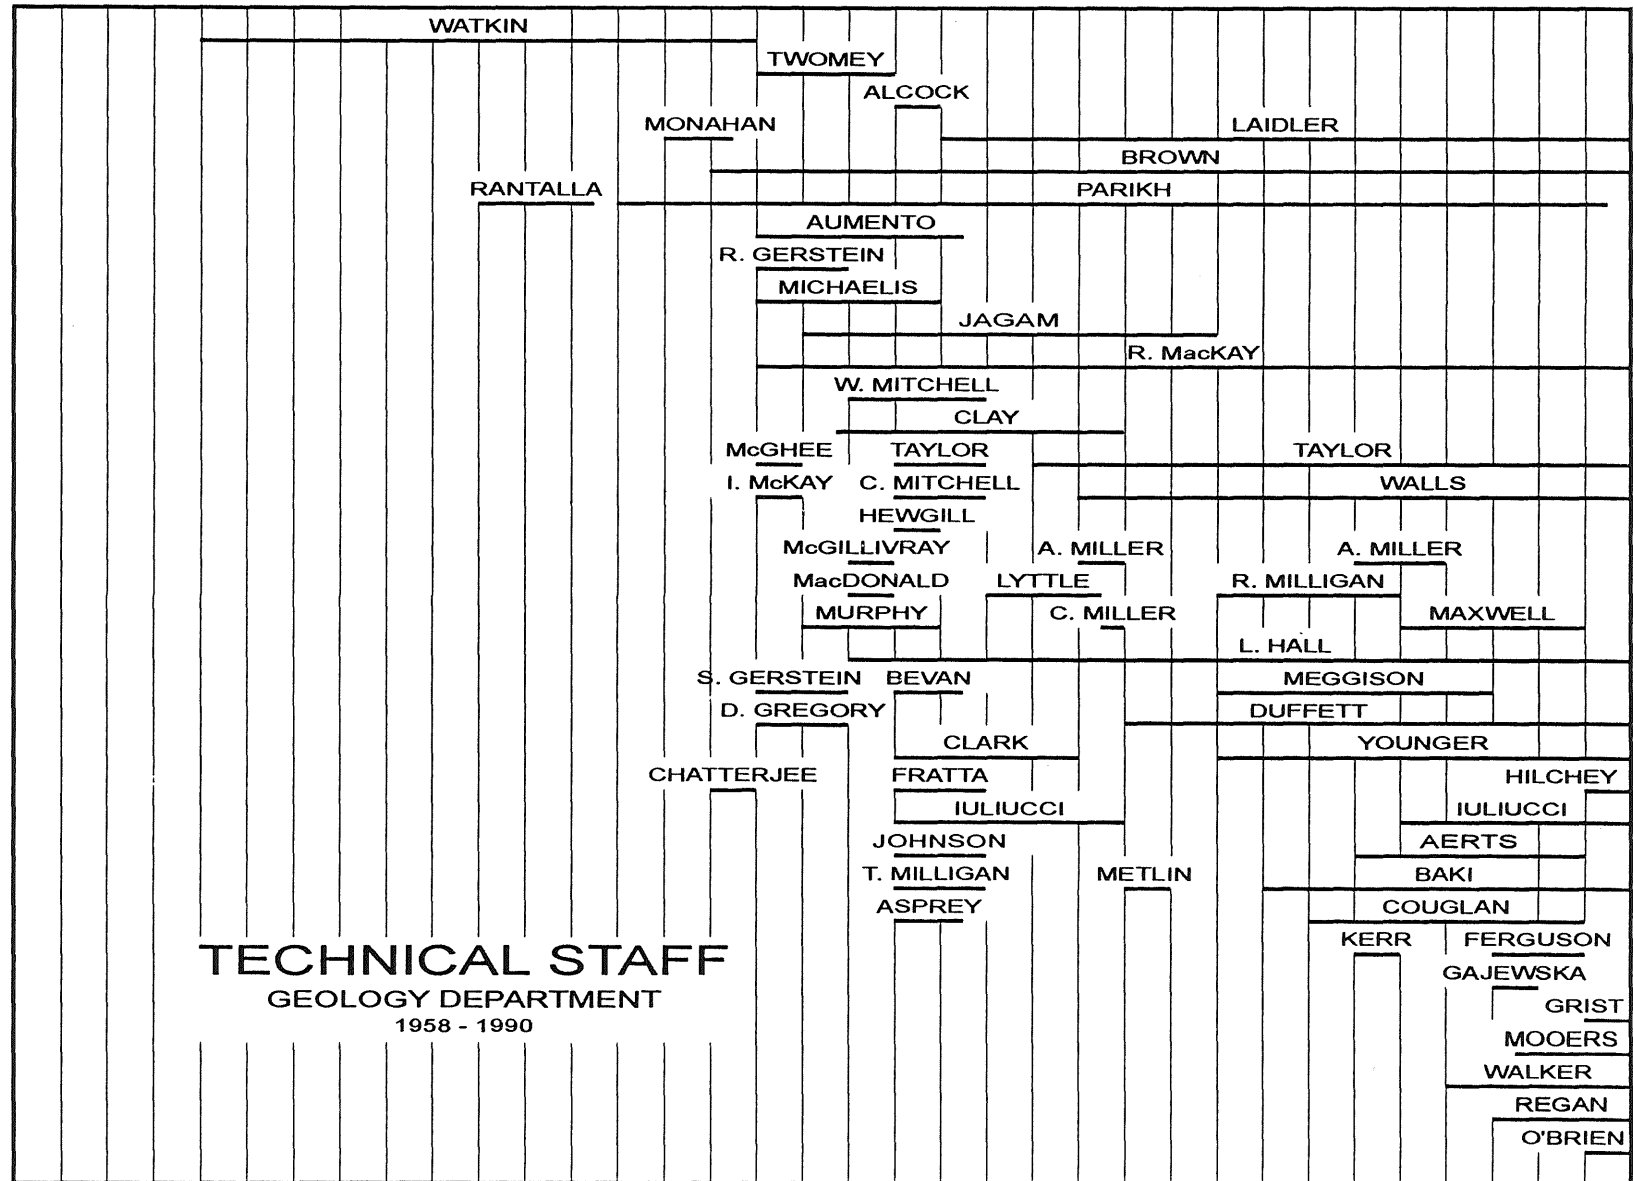 WATKIN
TWOMEY
ALCOCK
MONAHAN LAIDLER
BROWN
RANTALLA PARIKH
AUMENTO
R. GERSTEIN
MICHAELIS
JAGAM
R. MacKAY
W. MITCHELL
CLAY
McGHEE TAYLOR TAYLOR
I. McKAY C. MITCHELL WALLS
HEWGILL
McGILLIVRAY A. MILLER A. MILLER
MacDONALD LYTTLE R. MILLIGAN
MURPHY C. MILLER MAXWELL
L. HALL
S. GERSTEIN BEVAN MEGGISON
D. GREGORY DUFFETT
CLARK YOUNGER
CHATTERJEE FRATTA HILCHEY
IULIUCCI IULIUCCI
JOHNSON AERTS
T. MILLIGAN METLIN BAKI
ASPREY COUGLAN
KERR FERGUSON
TECHNICAL STAFF
GAJEWSKA
GEOLOGY DEPARTMENT
GRIST
1958 - 1990
MOOERS
WALKER
REGAN
O'BRIEN